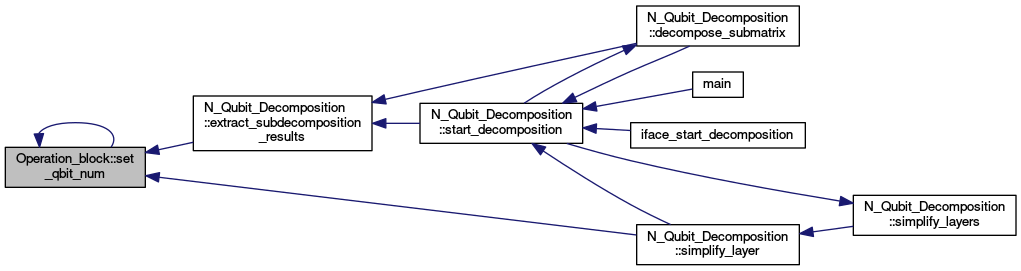 N_Qubit_Decomposition
::decompose_submatrix
main
N_Qubit_Decomposition
::extract_subdecomposition
_results
N_Qubit_Decomposition
::start_decomposition
iface_start_decomposition
Operation_block::set
_qbit_num
N_Qubit_Decomposition
::simplify_layers
N_Qubit_Decomposition
::simplify_layer